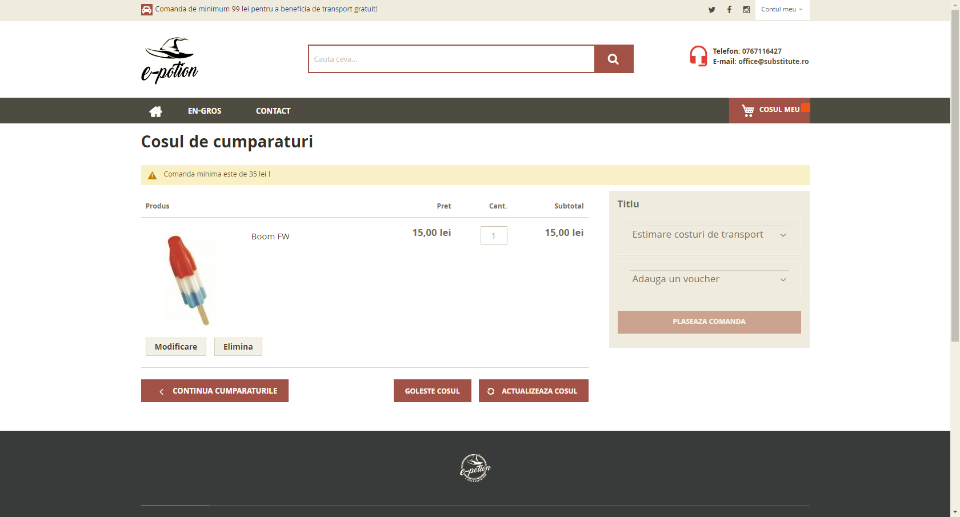 Comanda de minimum 99 lei pentru a beneficia de transport gratuit!
Contul meu
e-potion
Cauta ceva...
Telefon: 0767116427
E-mail: office@substitute.ro
EN-GROS
CONTACT
COSUL MEU
Cosul de cumparaturi
Comanda minima este de 35 lei !
Produs
Pret
Cant.
Subtotal
Boom FW
15,00 lei
1
15,00 lei
Modificare
Elimina
Titlu
Estimare costuri de transport
Adauga un voucher
PLASEAZA COMANDA
CONTINUA CUMPARATURILE
GOLESTE COSUL
ACTUALIZEAZA COSUL
e-potion